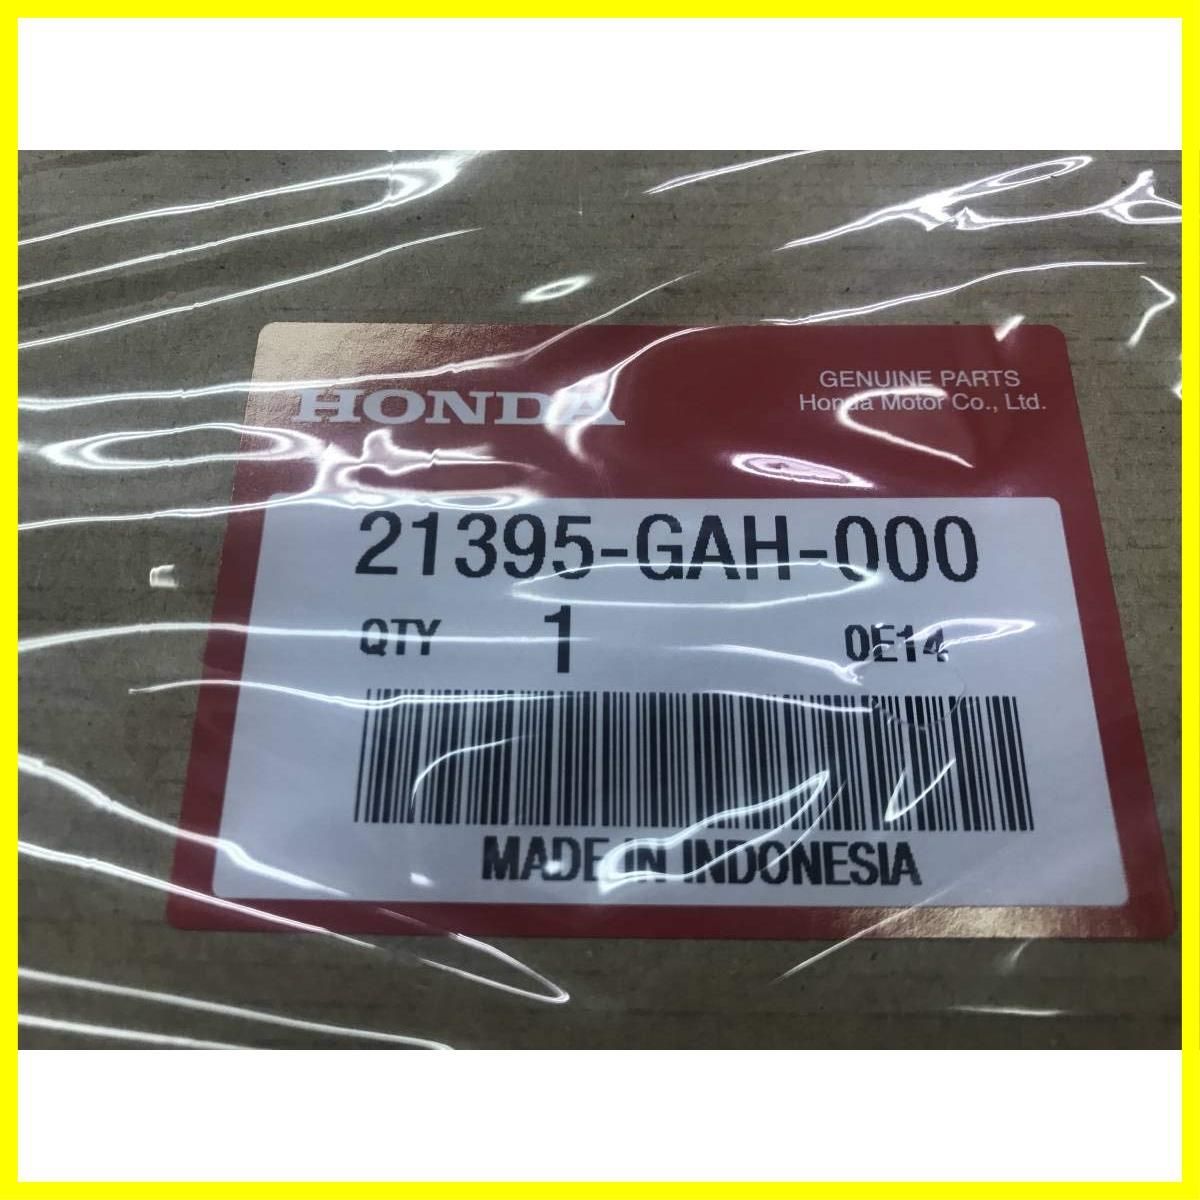 HONDA
GENUINE PARTS
Honda Motor Co., Ltd.
21395-GAH-000
QTY 1 0E14
MADE IN INDONESIA